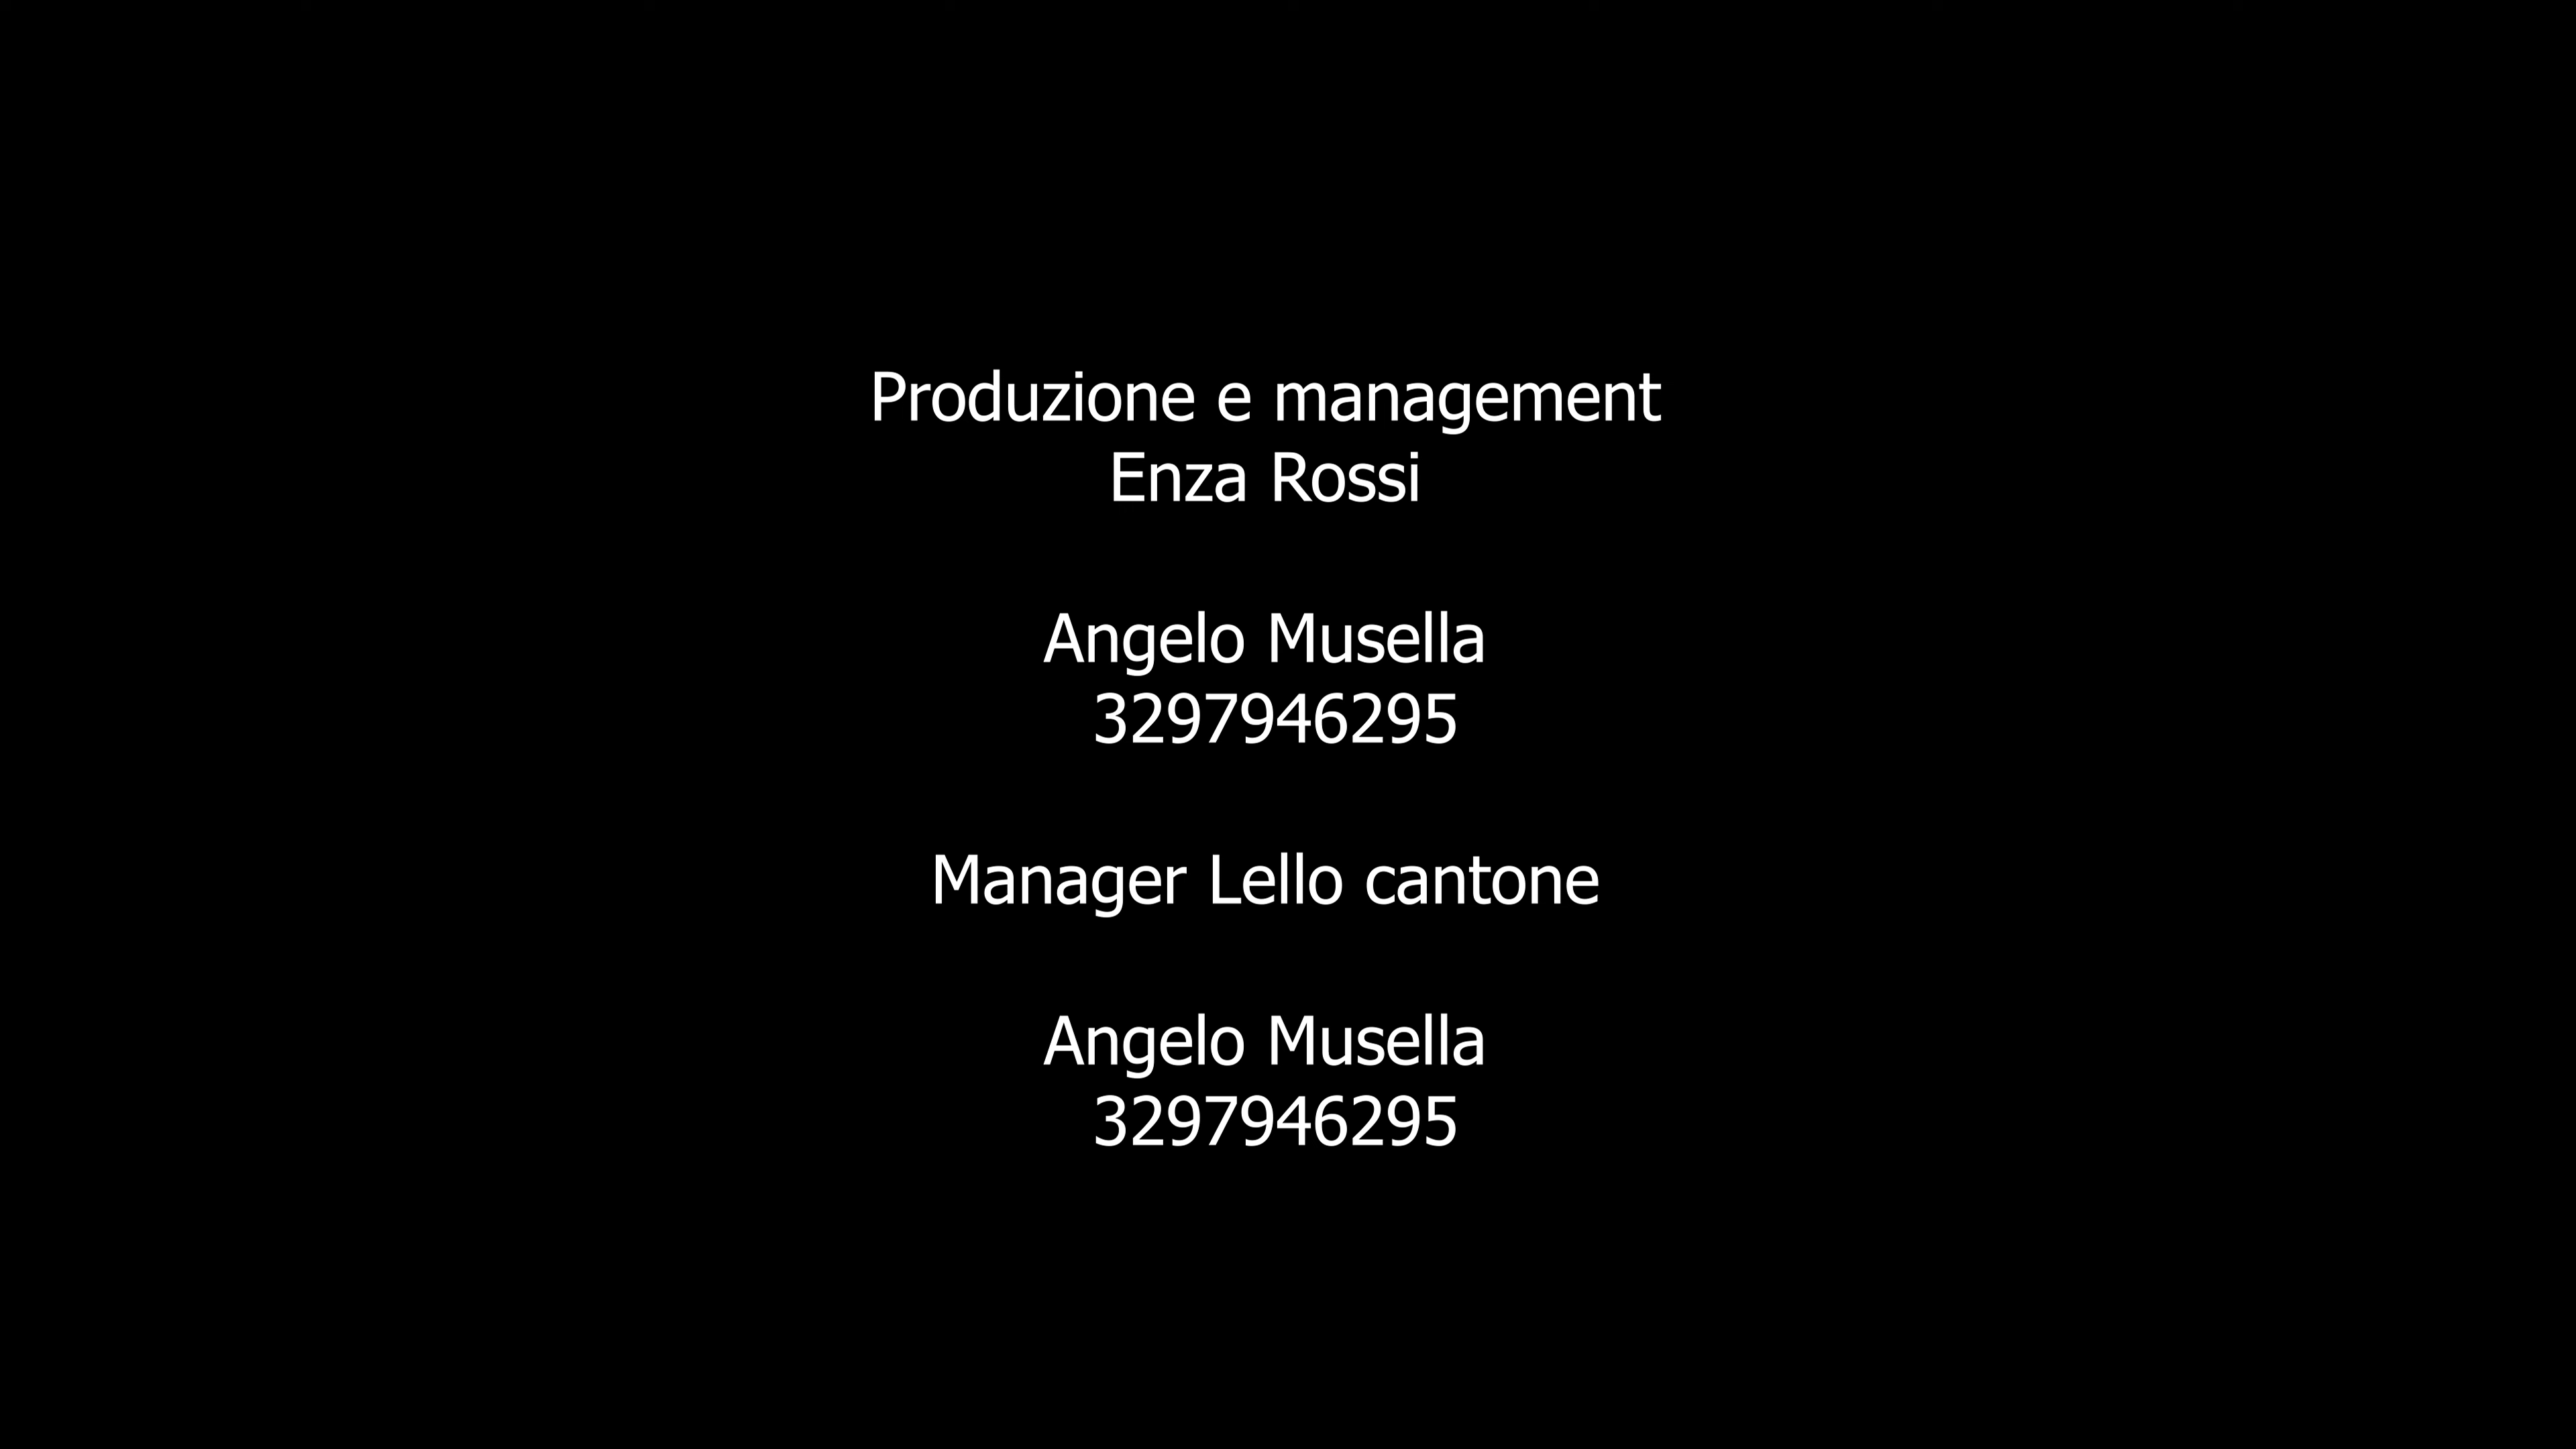 Produzione e management
Enza Rossi
Angelo Musella
3297946295
Manager Lello cantone
Angelo Musella
3297946295